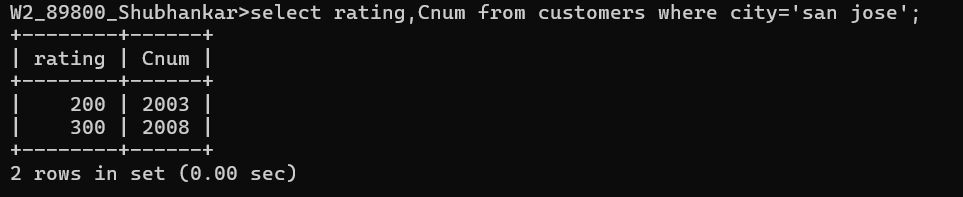 W2_89800_Shubhankar>select rating,Cnum from customers where city='san jose';
+--------+------+
| rating | Cnum |
+--------+------+
|    200 | 2003 |
|    300 | 2008 |
+--------+------+
2 rows in set (0.00 sec)